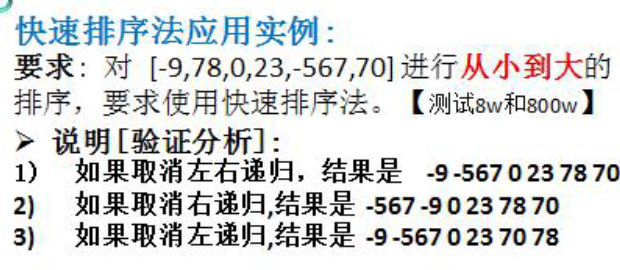 快速排序法应用实例:
要求: 对 [-9,78,0,23,-567,70] 进行从小到大的
排序，要求使用快速排序法。【测试8w和800w】
➤ 说明[验证分析]:
1) 如果取消左右递归，结果是 -9 -567 0 23 78 70
2) 如果取消右递归,结果是 -567 -9 0 23 78 70
3) 如果取消左递归,结果是 -9 -567 0 23 70 78